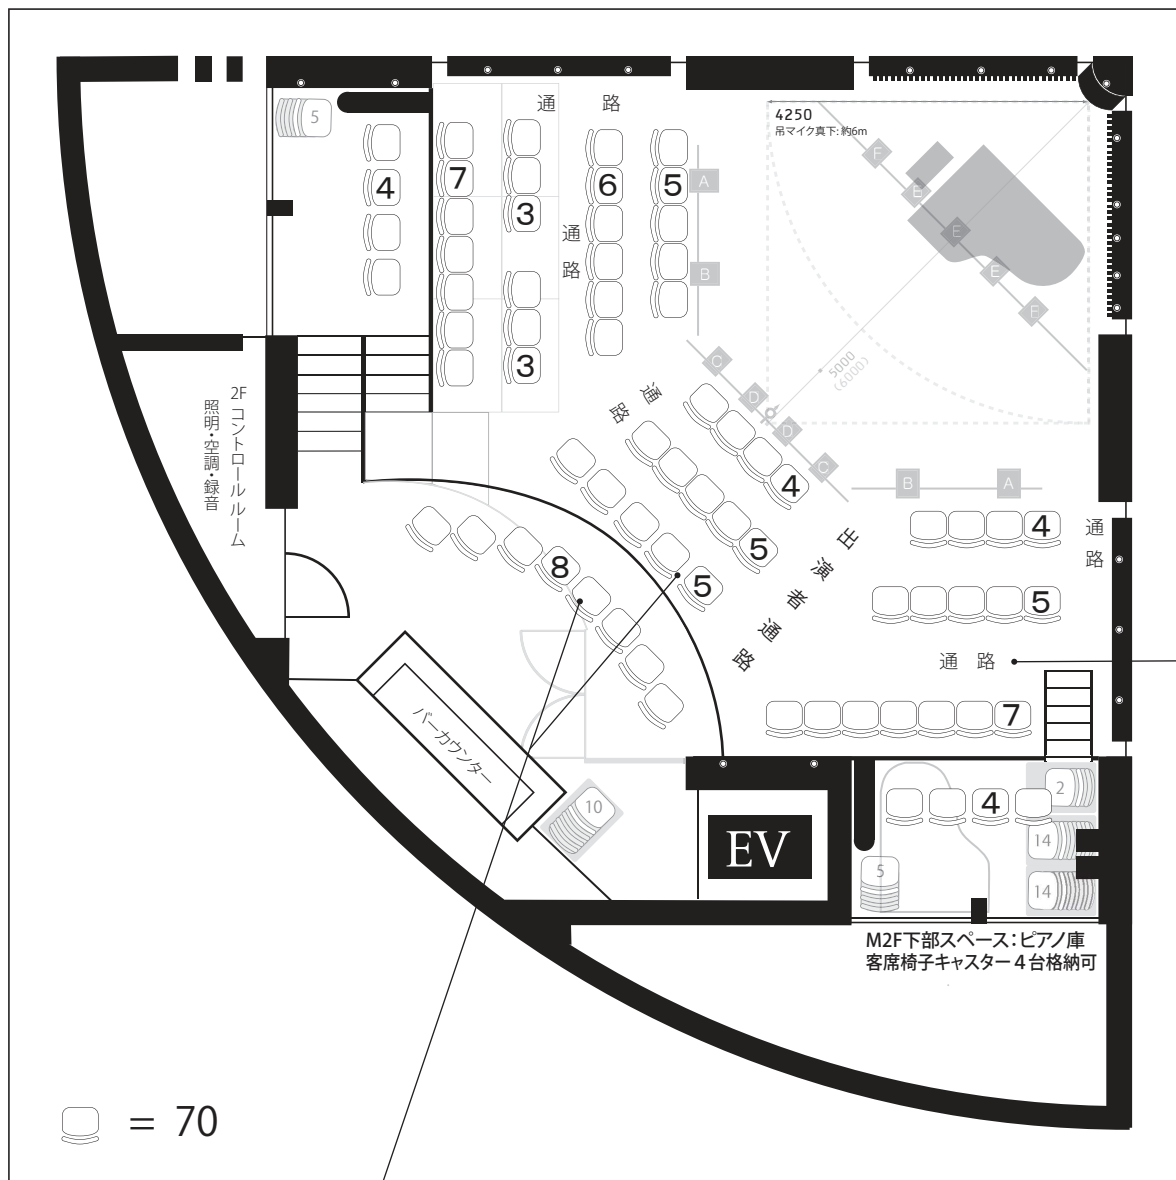 通 路
4250
吊マイク真下:約6m
5
4
7
3
6
5
A
F
E
E
E
F
通
路
B
3
5000
(6000)
C
D
D
C
通
路
2F コントロールルーム
照明・空調・録音
4
B
A
5
4
通
路
出演者通路
8
5
5
通 路
7
バーカウンター
10
EV
4
2
14
5
14
M2F下部スペース:ピアノ庫
客席椅子キャスター4台格納可
= 70